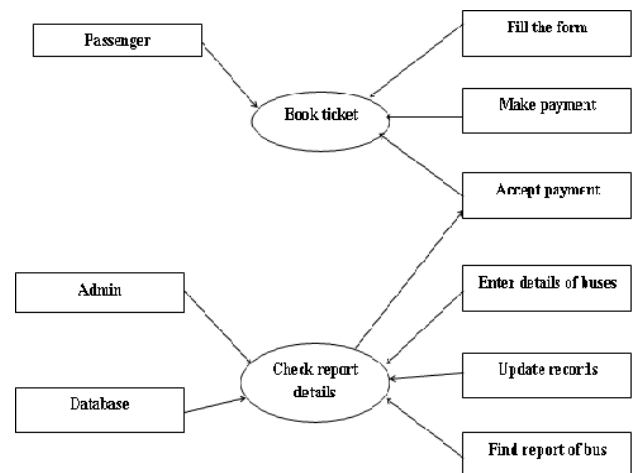 Passenger
Fill the form
Book ticket
Make payment
Accept payment
Admin
Enter details of buses
Check report
details
Update records
Database
Find report of bus